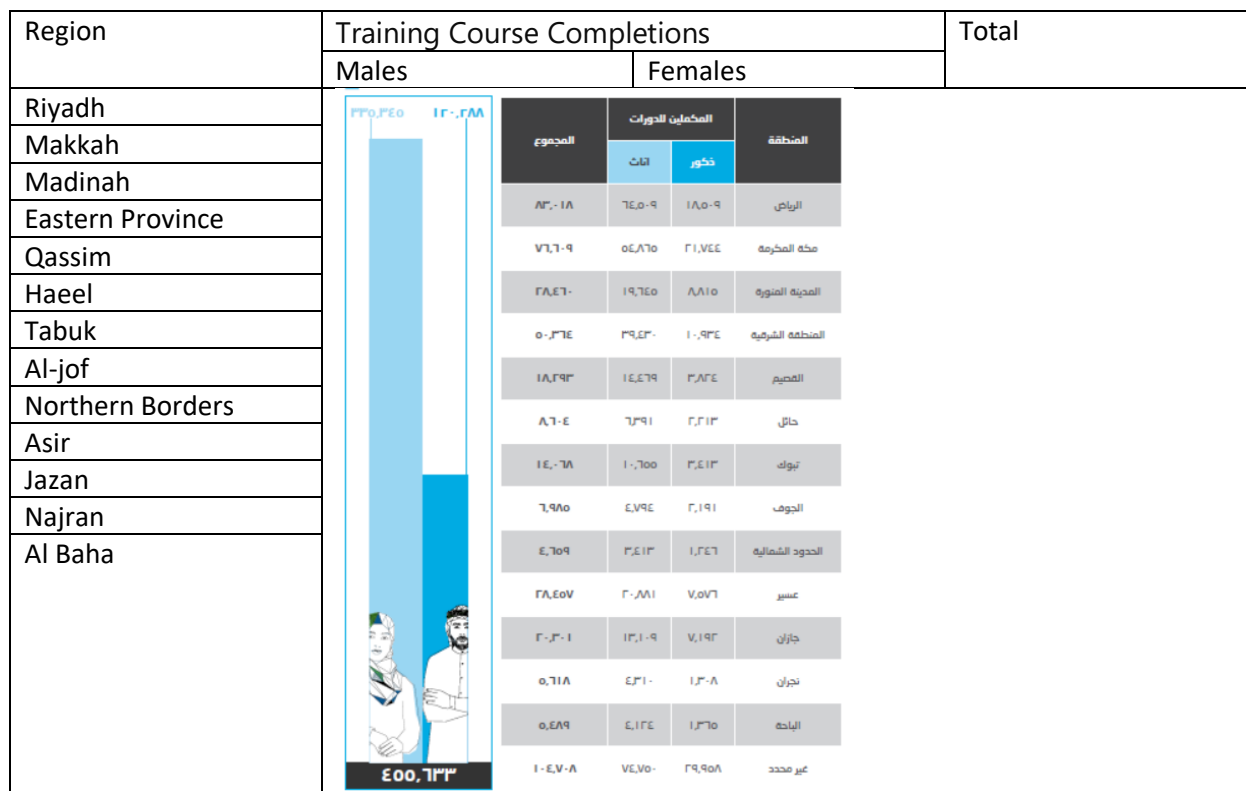 Region Training Course Completions Total
Males Females
Riyadh
Makkah
Madinah
Eastern Province
Qassim
Haeel
Tabuk
Al-jof
Northern Borders
Asir
Jazan
Najran
Al Baha
٣٣٥,٣٤٥ ١٢٠,٢٨٨
٤٥٥,٦٣٣
المنطقة المكملين للدورات المجموع
ذكور اناث
الرياض ١٨,٥٠٩ ٦٤,٥٠٩ ٨٣,٠١٨
مكة المكرمة ٢١,٧٤٤ ٥٤,٨٦٥ ٧٦,٦٠٩
المدينة المنورة ٨,٨١٥ ١٩,٦٤٥ ٢٨,٤٦٠
المنطقة الشرقية ١٠,٩٣٤ ٣٩,٤٣٠ ٥٠,٣٦٤
القصيم ٣,٨٢٤ ١٤,٤٦٩ ١٨,٢٩٣
حائل ٢,٢١٣ ٦,٣٩١ ٨,٦٠٤
تبوك ٣,٤١٣ ١٠,٦٥٥ ١٤,٠٦٨
الجوف ٢,١٩١ ٤,٧٩٤ ٦,٩٨٥
الحدود الشمالية ١,٢٤٦ ٣,٤١٣ ٤,٦٥٩
عسير ٧,٥٧٦ ٢٠,٨٨١ ٢٨,٤٥٧
جازان ٧,١٩٢ ١٣,١٠٩ ٢٠,٣٠١
نجران ١,٣٠٨ ٤,٣١٠ ٥,٦١٨
الباحة ١,٣٦٥ ٤,١٢٤ ٥,٤٨٩
غير محدد ٢٩,٩٥٨ ٧٤,٧٥٠ ١٠٤,٧٠٨